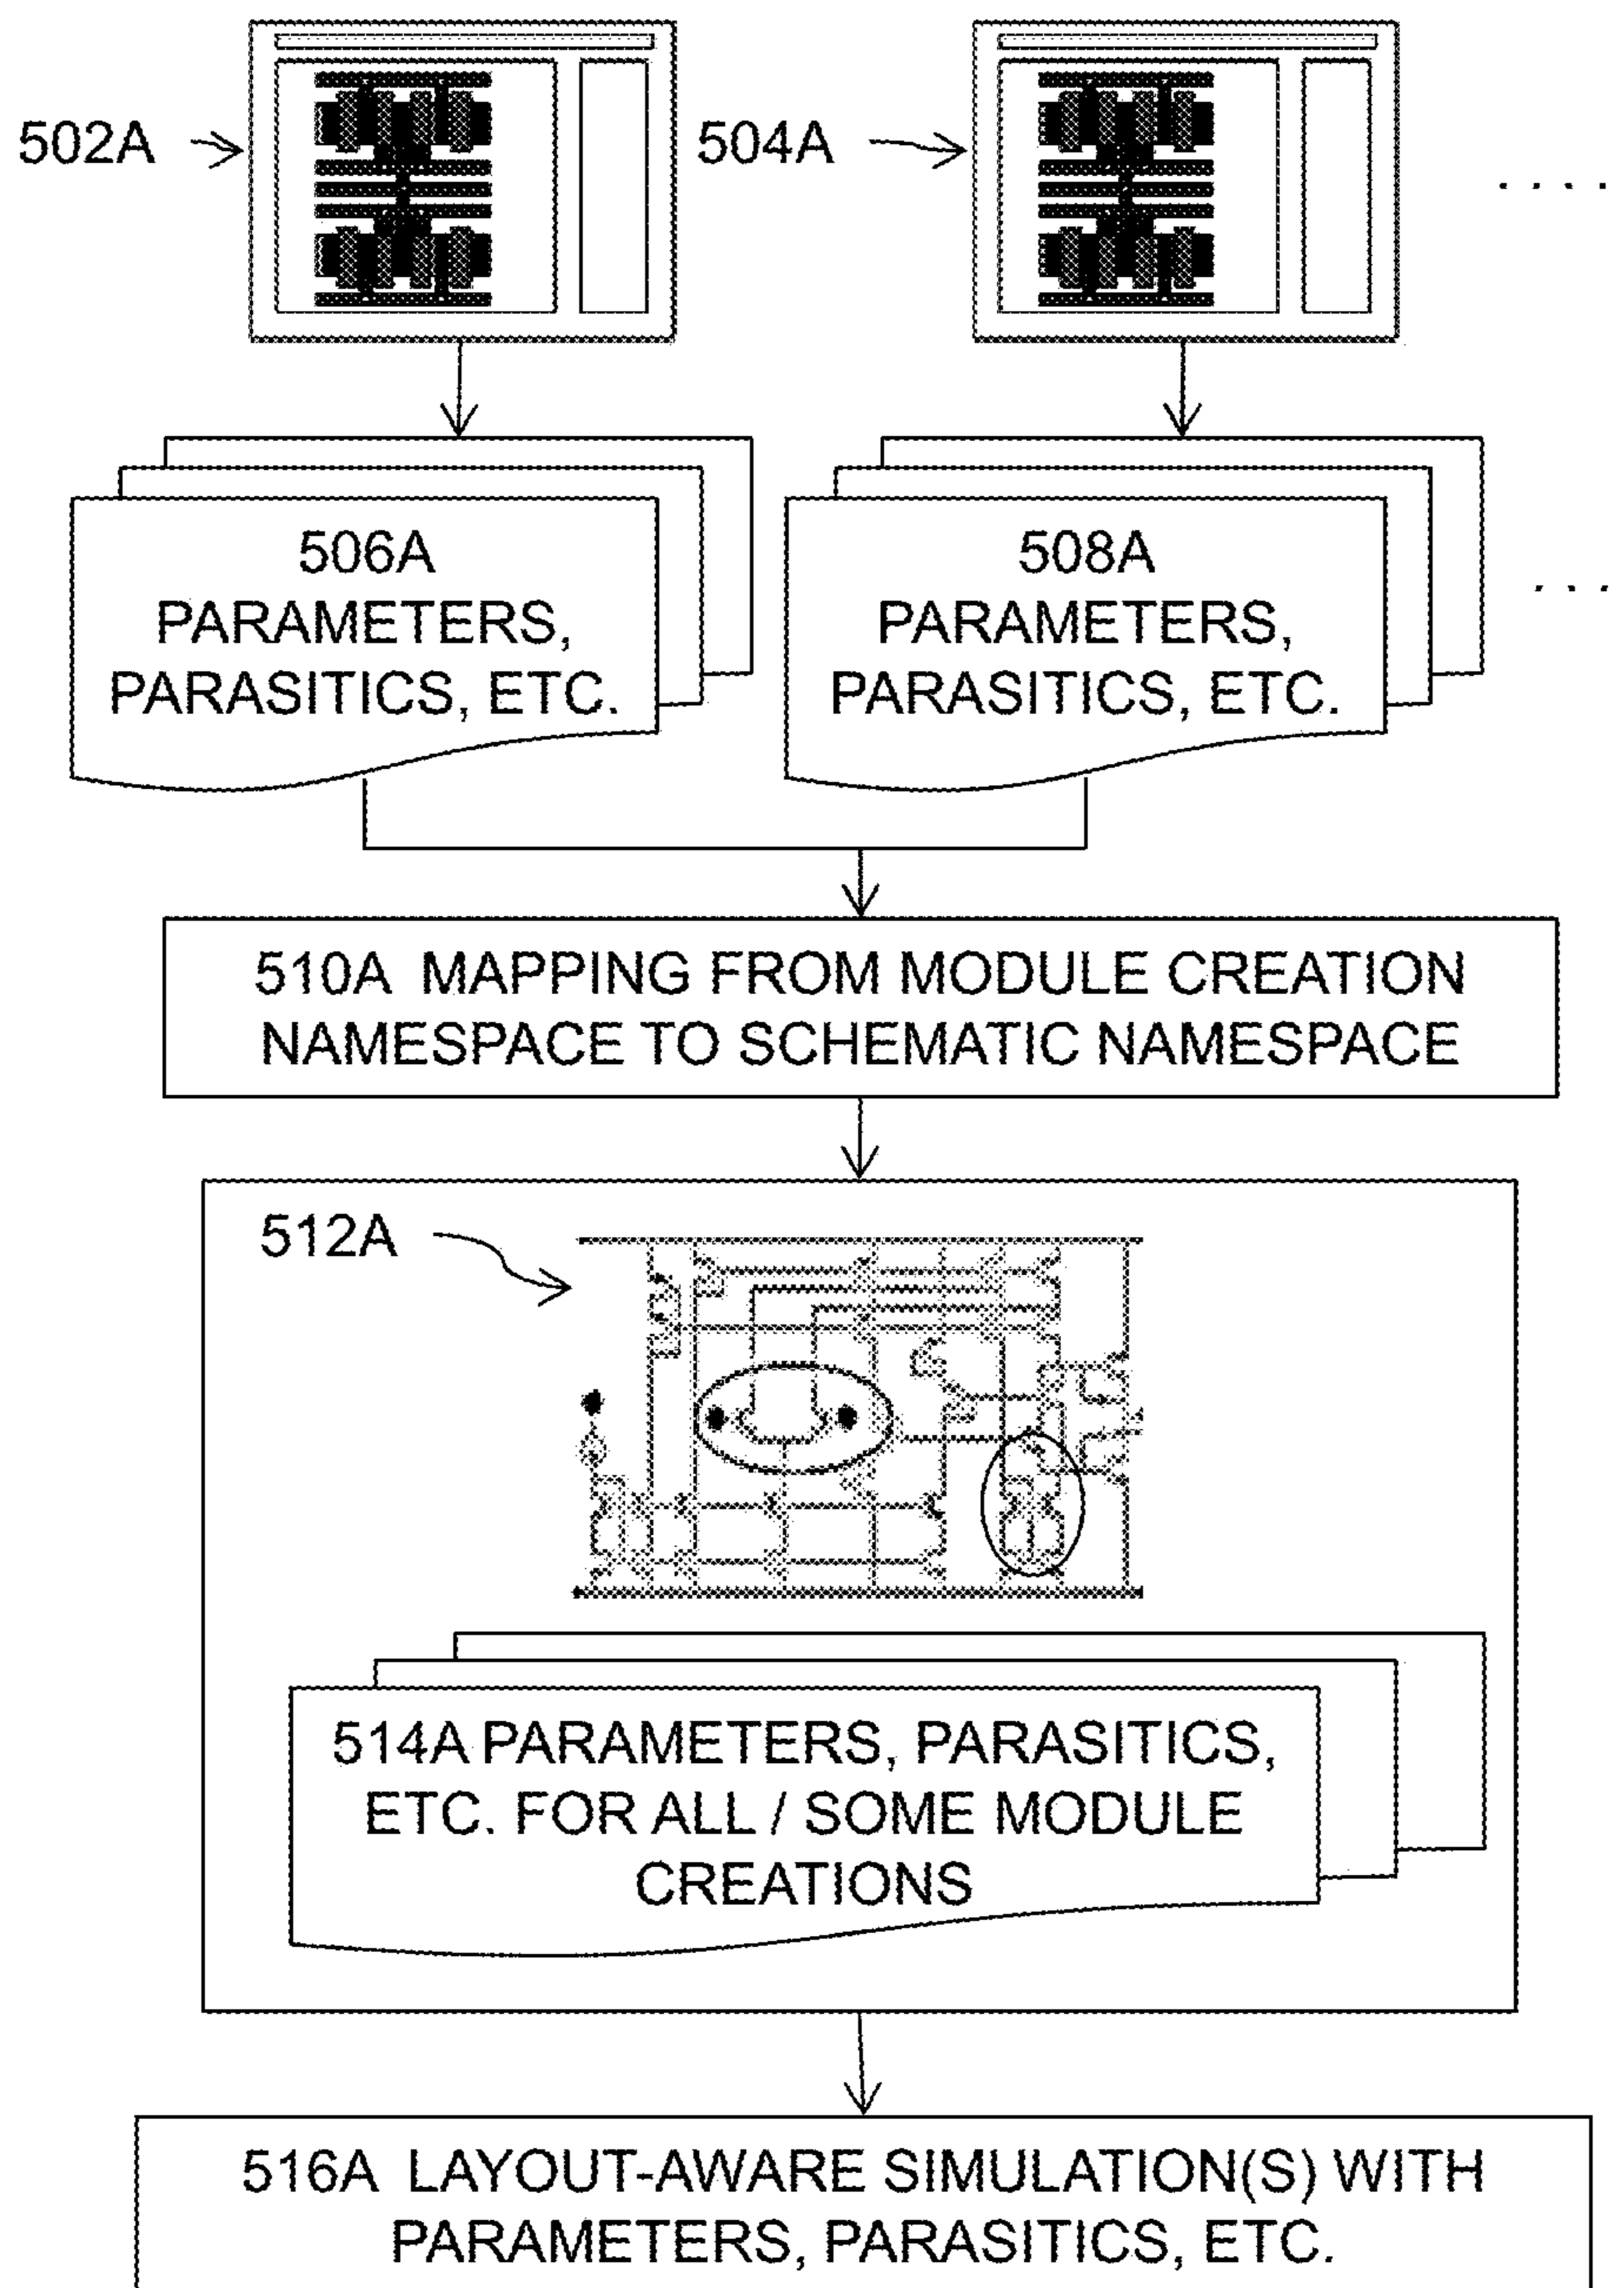 502A
504A
. . . .
506A
PARAMETERS,
PARASITICS, ETC.
508A
PARAMETERS,
PARASITICS, ETC.
. . .
510A MAPPING FROM MODULE CREATION
NAMESPACE TO SCHEMATIC NAMESPACE
512A
514A PARAMETERS, PARASITICS,
ETC. FOR ALL / SOME MODULE
CREATIONS
516A LAYOUT-AWARE SIMULATION(S) WITH
PARAMETERS, PARASITICS, ETC.